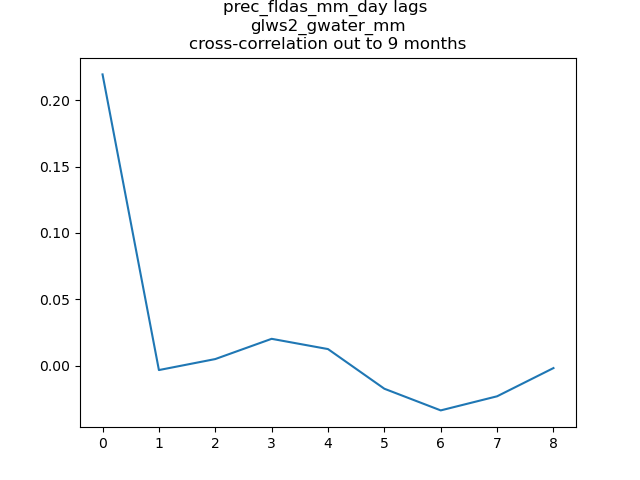 prec_fldas_mm_day lags
glws2_gwater_mm
cross-correlation out to 9 months
0.20
0.15
0.10
0.05
0.00
0 1 2 3 4 5 6 7 8